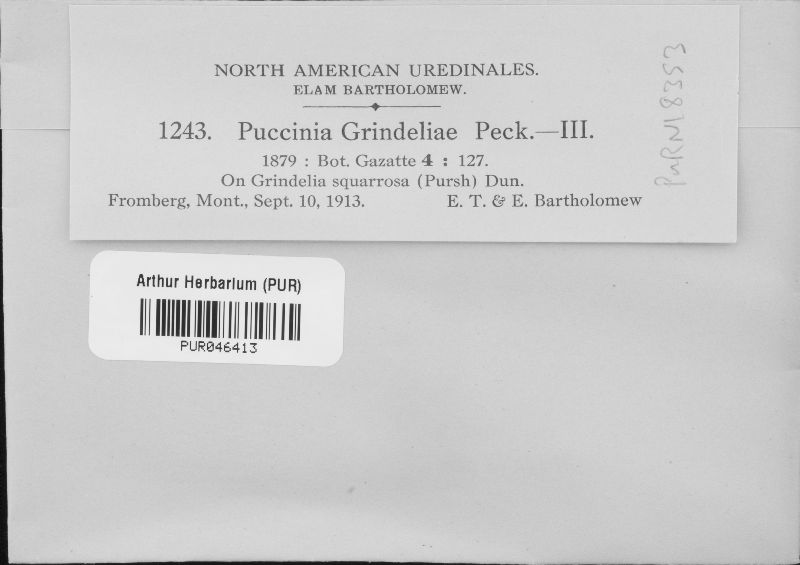 NORTH AMERICAN UREDINALES.
ELAM BARTHOLOMEW.
1243. Puccinia Grindeliae Peck.—III.
1879 : Bot. Gazatte 4 : 127.
On Grindelia squarrosa (Pursh) Dun.
Fromberg, Mont., Sept. 10, 1913. E. T. & E. Bartholomew
PURN18353
Arthur Herbarium (PUR)
PUR046413